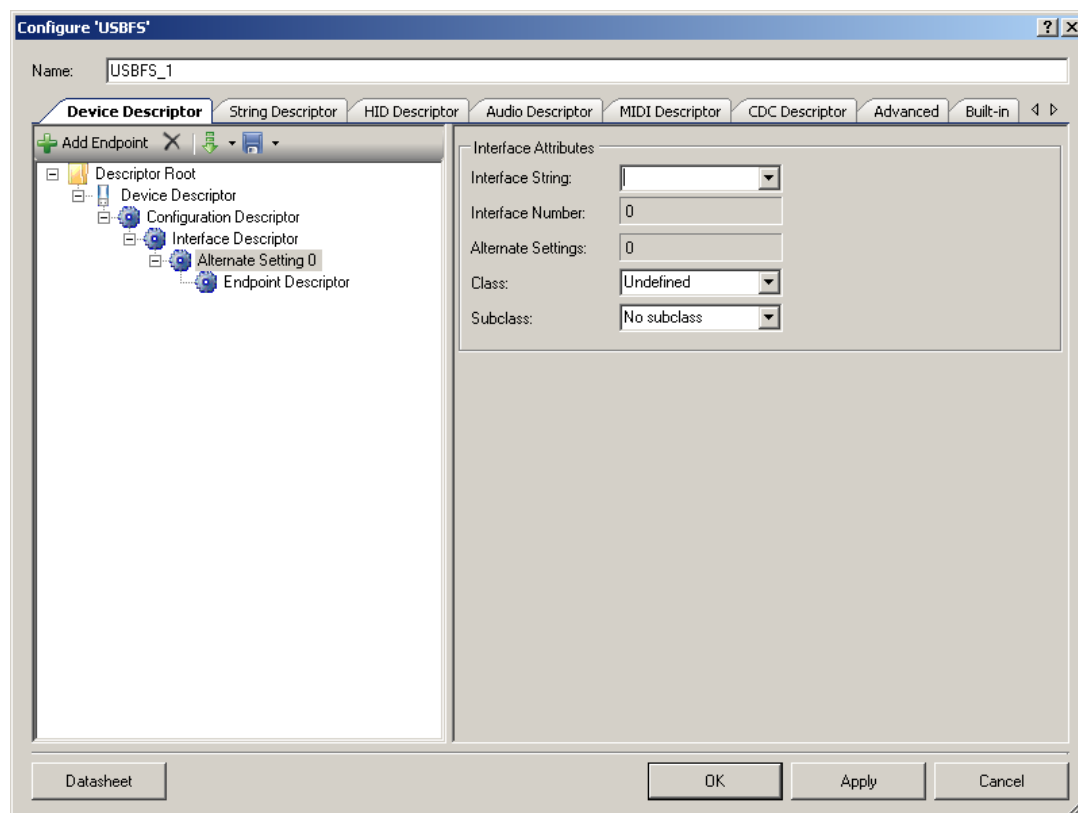 Configure 'USBFS'
Name: USBFS_1
Device Descriptor String Descriptor HID Descriptor Audio Descriptor MIDI Descriptor CDC Descriptor Advanced Built-in
Add Endpoint
Descriptor Root
Device Descriptor
Configuration Descriptor
Interface Descriptor
Alternate Setting 0
Endpoint Descriptor
Interface Attributes
Interface String:
Interface Number: 0
Alternate Settings: 0
Class: Undefined
Subclass: No subclass
Datasheet OK Apply Cancel